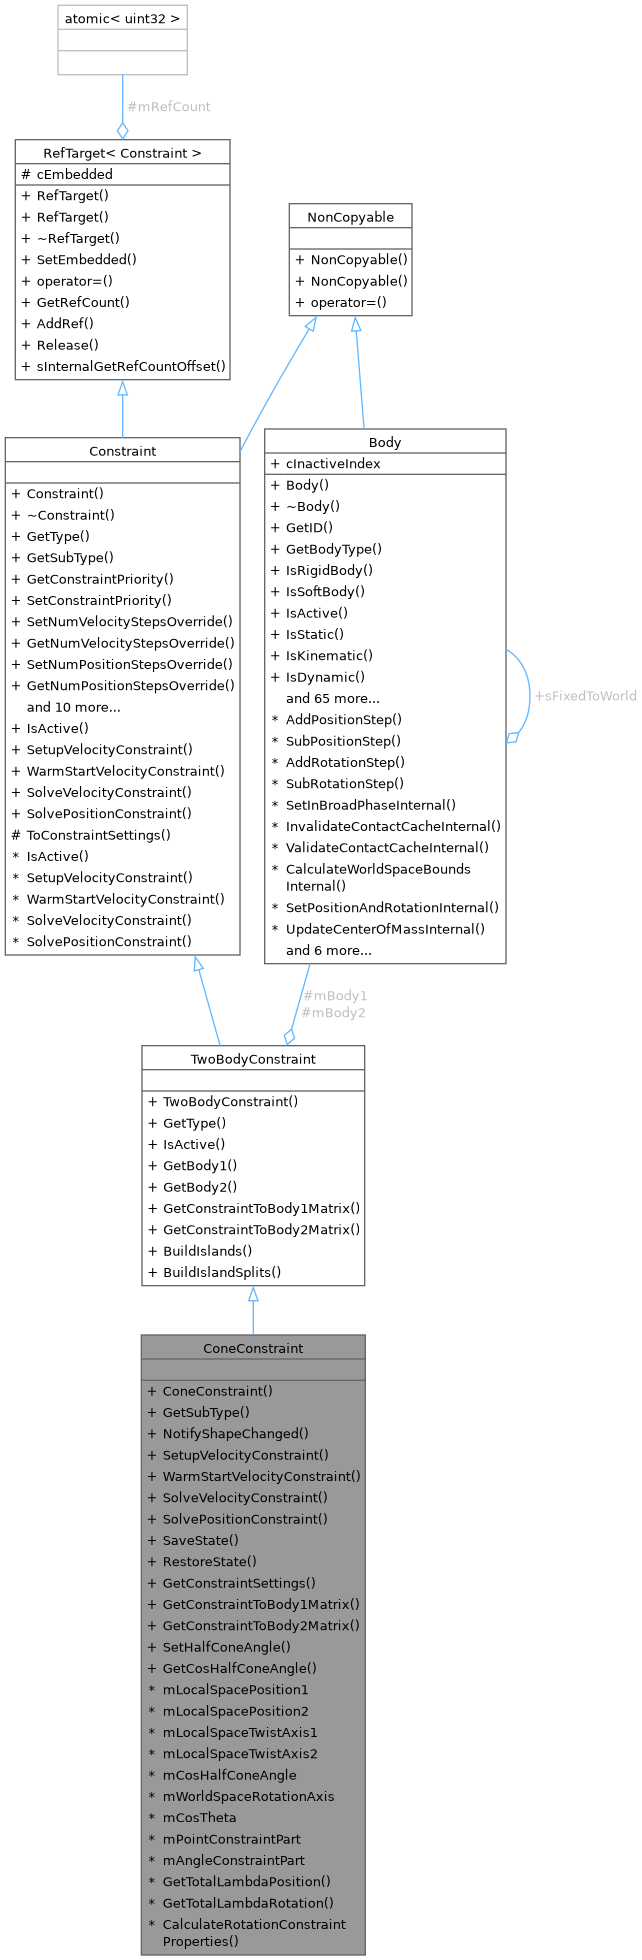 atomic< uint32 >
#mRefCount
RefTarget< Constraint >
# cEmbedded
+ RefTarget()
+ RefTarget()
+ ~RefTarget()
+ SetEmbedded()
+ operator=()
+ GetRefCount()
+ AddRef()
+ Release()
+ sInternalGetRefCountOffset()
NonCopyable
+ NonCopyable()
+ NonCopyable()
+ operator=()
Constraint
+ Constraint()
+ ~Constraint()
+ GetType()
+ GetSubType()
+ GetConstraintPriority()
+ SetConstraintPriority()
+ SetNumVelocityStepsOverride()
+ GetNumVelocityStepsOverride()
+ SetNumPositionStepsOverride()
+ GetNumPositionStepsOverride()
and 10 more...
+ IsActive()
+ SetupVelocityConstraint()
+ WarmStartVelocityConstraint()
+ SolveVelocityConstraint()
+ SolvePositionConstraint()
# ToConstraintSettings()
* IsActive()
* SetupVelocityConstraint()
* WarmStartVelocityConstraint()
* SolveVelocityConstraint()
* SolvePositionConstraint()
Body
+ cInactiveIndex
+ Body()
+ ~Body()
+ GetID()
+ GetBodyType()
+ IsRigidBody()
+ IsSoftBody()
+ IsActive()
+ IsStatic()
+ IsKinematic()
+ IsDynamic()
and 65 more...
* AddPositionStep()
* SubPositionStep()
* AddRotationStep()
* SubRotationStep()
* SetInBroadPhaseInternal()
* InvalidateContactCacheInternal()
* ValidateContactCacheInternal()
* CalculateWorldSpaceBounds
Internal()
* SetPositionAndRotationInternal()
* UpdateCenterOfMassInternal()
and 6 more...
+sFixedToWorld
#mBody1
#mBody2
TwoBodyConstraint
+ TwoBodyConstraint()
+ GetType()
+ IsActive()
+ GetBody1()
+ GetBody2()
+ GetConstraintToBody1Matrix()
+ GetConstraintToBody2Matrix()
+ BuildIslands()
+ BuildIslandSplits()
ConeConstraint
+ ConeConstraint()
+ GetSubType()
+ NotifyShapeChanged()
+ SetupVelocityConstraint()
+ WarmStartVelocityConstraint()
+ SolveVelocityConstraint()
+ SolvePositionConstraint()
+ SaveState()
+ RestoreState()
+ GetConstraintSettings()
+ GetConstraintToBody1Matrix()
+ GetConstraintToBody2Matrix()
+ SetHalfConeAngle()
+ GetCosHalfConeAngle()
* mLocalSpacePosition1
* mLocalSpacePosition2
* mLocalSpaceTwistAxis1
* mLocalSpaceTwistAxis2
* mCosHalfConeAngle
* mWorldSpaceRotationAxis
* mCosTheta
* mPointConstraintPart
* mAngleConstraintPart
* GetTotalLambdaPosition()
* GetTotalLambdaRotation()
* CalculateRotationConstraint
Properties()